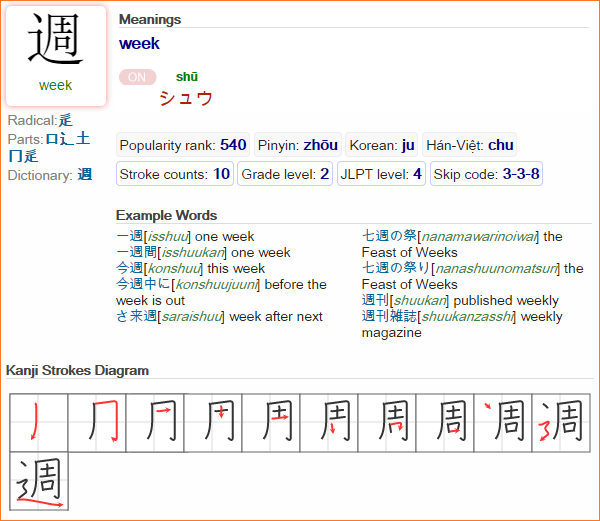 週
week
Radical:辵
Parts:口辶土
冂辵
Dictionary: 週
Meanings
week
ON
shū
シュウ
Popularity rank: 540
Pinyin: zhōu
Korean: ju
Hán-Việt: chu
Stroke counts: 10
Grade level: 2
JLPT level: 4
Skip code: 3-3-8
Example Words
一週[isshuu] one week
一週間[isshuukan] one week
今週[konshuu] this week
今週中に[konshuujuuni] before the
week is out
さ来週[saraishuu] week after next
七週の祭[nanamawarinoiwai] the
Feast of Weeks
七週の祭り[nanashuunomatsuri] the
Feast of Weeks
週刊[shuukan] published weekly
週刊雑誌[shuukanzasshi] weekly
magazine
Kanji Strokes Diagram